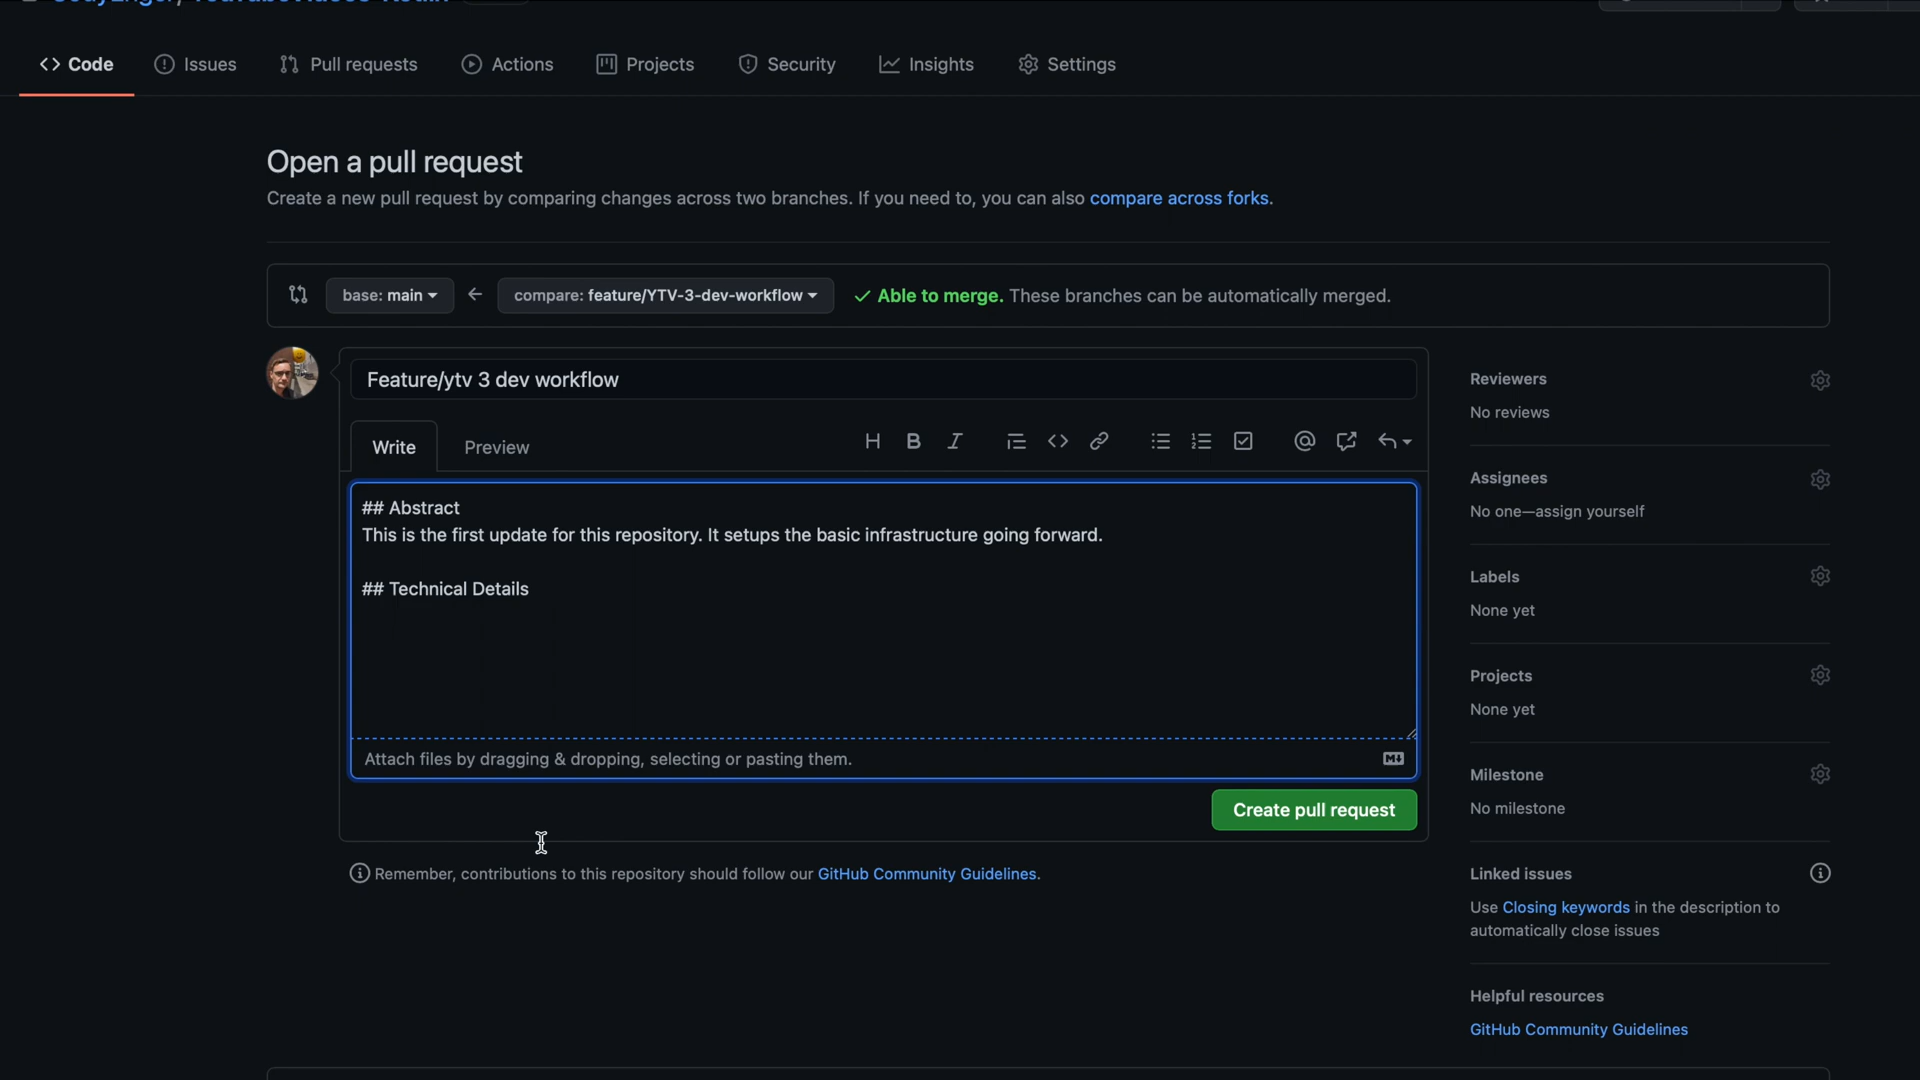 Code Issues Pull requests Actions Projects Security Insights Settings
Open a pull request
Create a new pull request by comparing changes across two branches. If you need to, you can also compare across forks.
base: main compare: feature/YTV-3-dev-workflow Able to merge. These branches can be automatically merged.
Feature/ytv 3 dev workflow
Write Preview
## Abstract
This is the first update for this repository. It setups the basic infrastructure going forward.
## Technical Details
Attach files by dragging & dropping, selecting or pasting them.
Create pull request
Remember, contributions to this repository should follow our GitHub Community Guidelines.
Reviewers
No reviews
Assignees
No one—assign yourself
Labels
None yet
Projects
None yet
Milestone
No milestone
Linked issues
Use Closing keywords in the description to
automatically close issues
Helpful resources
GitHub Community Guidelines